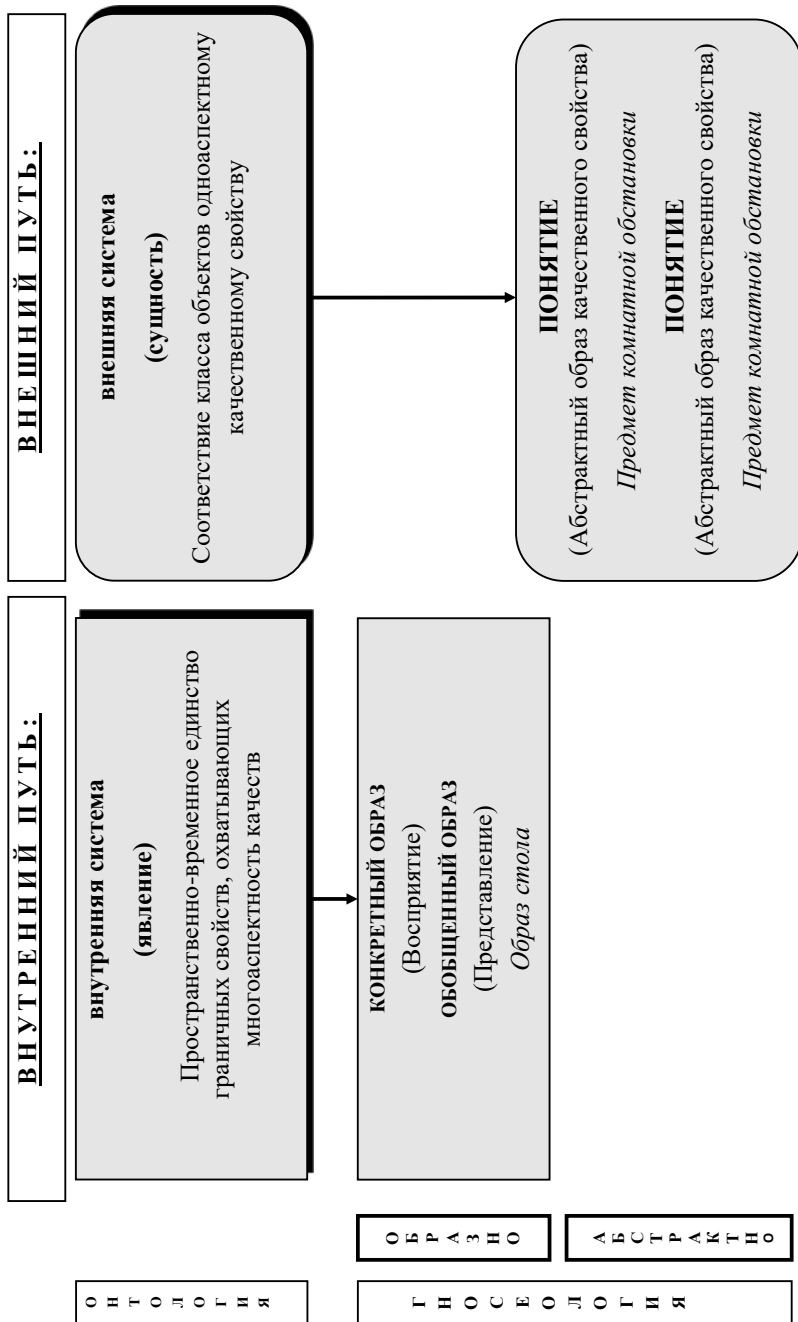 ВНУТРЕННИЙ ПУТЬ:
ВНЕШНИЙ ПУТЬ:
ОНТОЛОГИЯ
внутренняя система
(явление)
Пространственно-временное единство
граничных свойств, охватывающих
многоаспектность качеств
внешняя система
(сущность)
Соответствие класса объектов одноаспектному
качественному свойству
ГНОСЕОЛОГИЯ
ОБРАЗНО
КОНКРЕТНЫЙ ОБРАЗ
(Восприятие)
ОБОБЩЕННЫЙ ОБРАЗ
(Представление)
Образ стола
АБСТРАКТНО
ПОНЯТИЕ
(Абстрактный образ качественного свойства)
Предмет комнатной обстановки
ПОНЯТИЕ
(Абстрактный образ качественного свойства)
Предмет комнатной обстановки